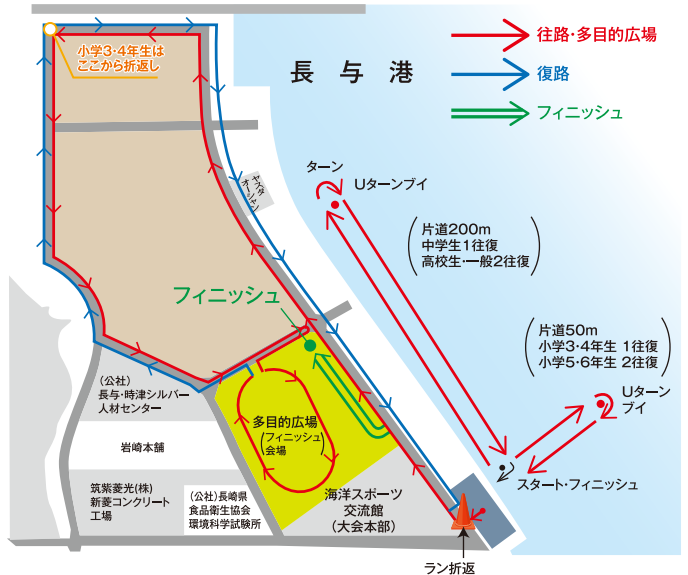 小学3・4年生は
ここから折返し
長与港
往路・多目的広場
復路
フィニッシュ
ヤスダ
オーシャン
ターン
Uターンブイ
片道200m
中学生1往復
高校生・一般2往復
フィニッシュ
片道50m
小学3・4年生 1往復
小学5・6年生 2往復
Uターン
ブイ
スタート・フィニッシュ
(公社)
長与・時津シルバー
人材センター
岩崎本舗
筑紫菱光(株)
新菱コンクリート
工場
(公社)長崎県
食品衛生協会
環境科学試験所
多目的広場
(フィニッシュ)
会場
海洋スポーツ
交流館
(大会本部)
ラン折返